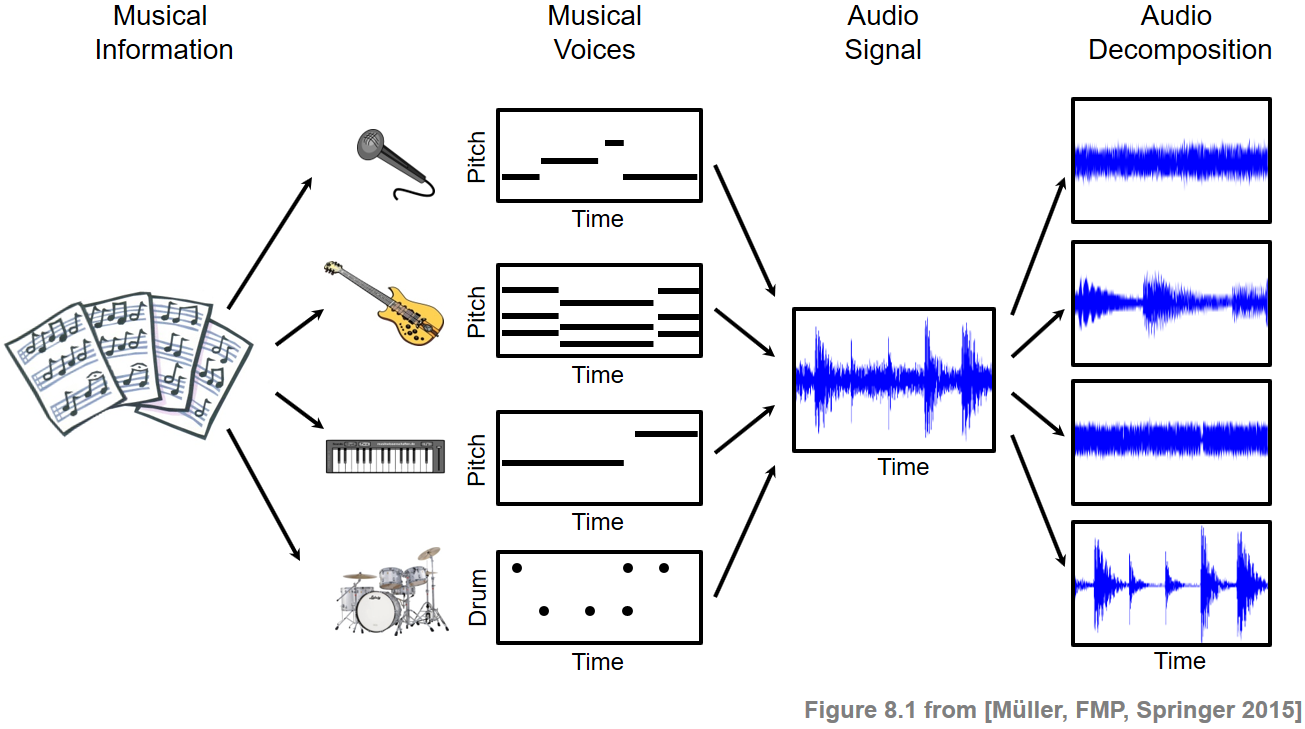 Musical
Information
Musical
Voices
Audio
Signal
Audio
Decomposition
Pitch
Time
Pitch
Time
Pitch
Time
Drum
Time
Time
Time
Figure 8.1 from [Müller, FMP, Springer 2015]